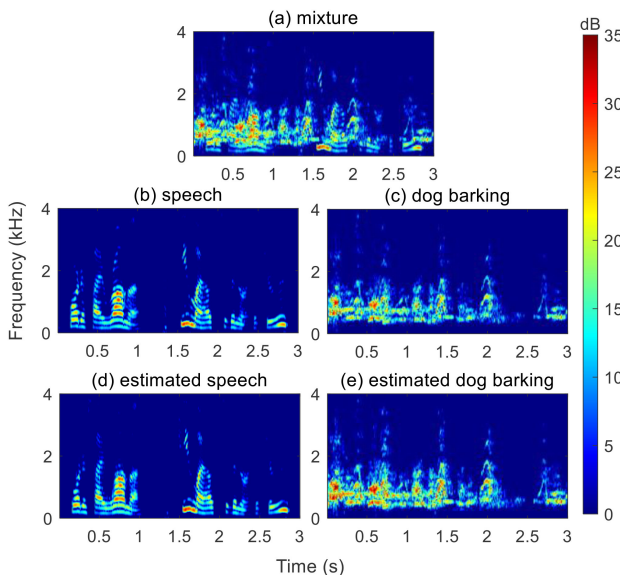 (a) mixture
dB
35
30
25
20
15
10
5
0
4
2
0
0.5 1 1.5 2 2.5 3
Frequency (kHz)
(b) speech
4
2
0
0.5 1 1.5 2 2.5 3
(c) dog barking
4
2
0
0.5 1 1.5 2 2.5 3
(d) estimated speech
4
2
0
0.5 1 1.5 2 2.5 3
(e) estimated dog barking
4
2
0
0.5 1 1.5 2 2.5 3
Time (s)